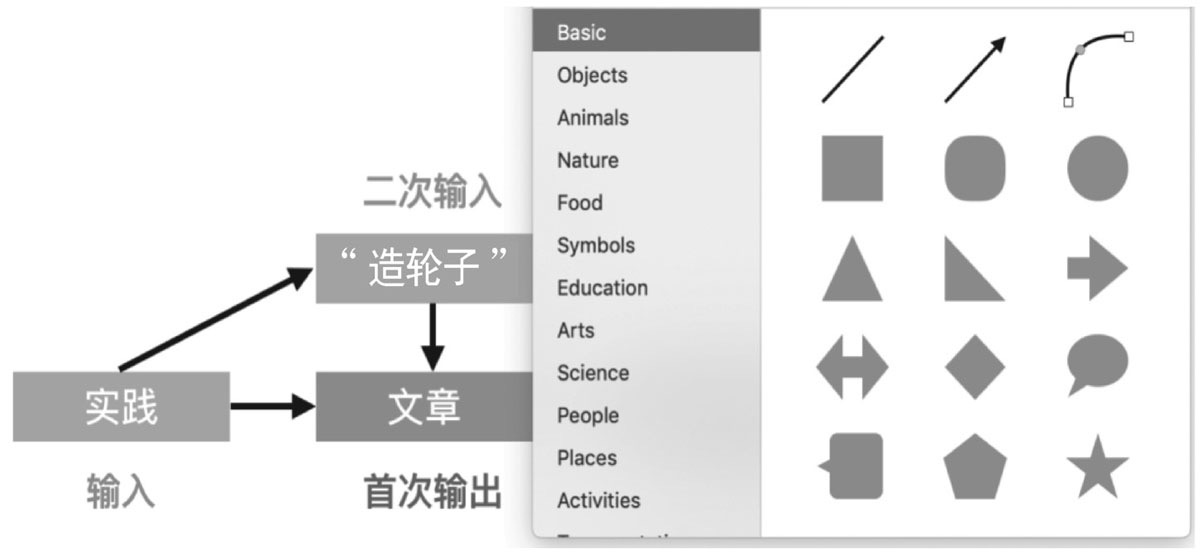 二次输入
“造轮子”
实践
文章
输入
首次输出
Basic
Objects
Animals
Nature
Food
Symbols
Education
Arts
Science
People
Places
Activities